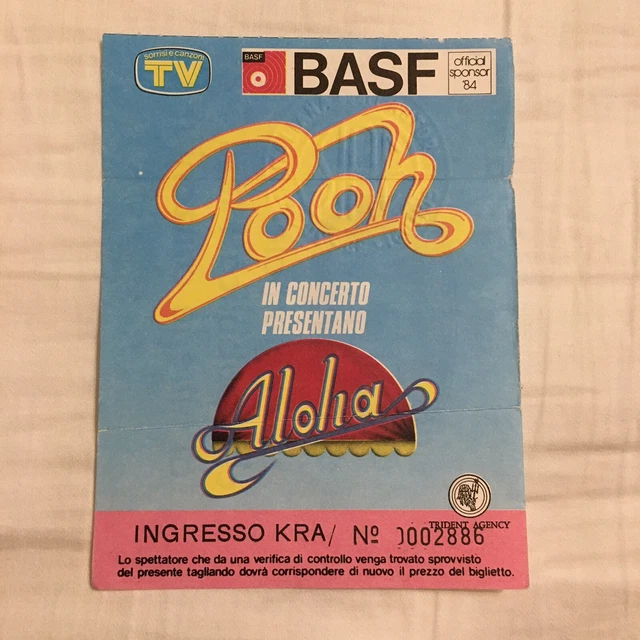 sorrisi e canzoni
TV
BASF
BASF
official
sponsor
'84
Pooh
IN CONCERTO
PRESENTANO
Aloha
TRIDENT AGENCY
INGRESSO KRA/ Nº 0002886
Lo spettatore che da una verifica di controllo venga trovato sprovvisto
del presente tagliando dovrà corrispondere di nuovo il prezzo del biglietto.